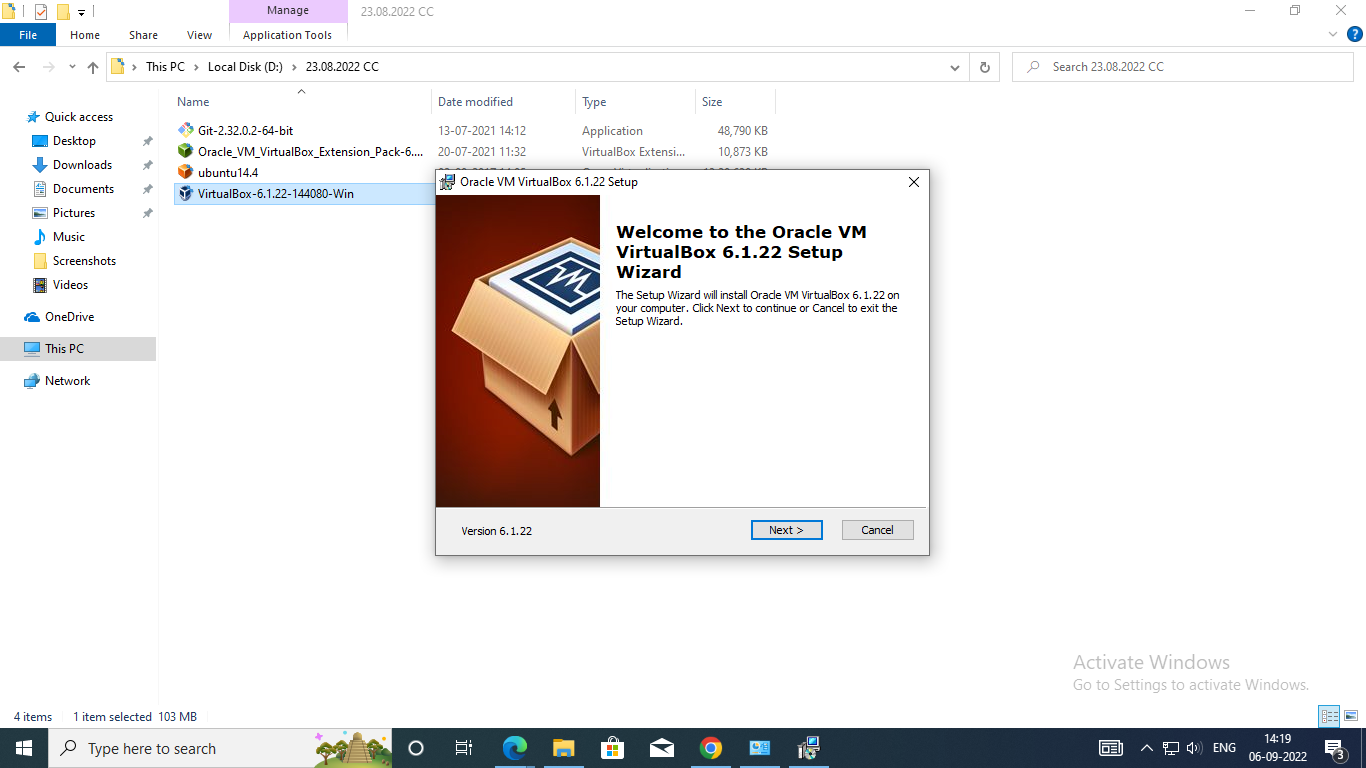 Manage
23.08.2022 CC
File
Home
Share
View
Application Tools
This PC
Local Disk (D:)
23.08.2022 CC
Search 23.08.2022 CC
Name
Date modified
Type
Size
Quick access
Desktop
Downloads
Documents
Pictures
Music
Screenshots
Videos
OneDrive
This PC
Network
Git-2.32.0.2-64-bit 13-07-2021 14:12 Application 48,790 KB
Oracle_VM_VirtualBox_Extension_Pack-6.... 20-07-2021 11:32 VirtualBox Extensi... 10,873 KB
ubuntu14.4
VirtualBox-6.1.22-144080-Win
Oracle VM VirtualBox 6.1.22 Setup
Welcome to the Oracle VM
VirtualBox 6.1.22 Setup
Wizard
The Setup Wizard will install Oracle VM VirtualBox 6.1.22 on
your computer. Click Next to continue or Cancel to exit the
Setup Wizard.
Version 6.1.22
Next >
Cancel
Activate Windows
Go to Settings to activate Windows.
4 items
1 item selected 103 MB
Type here to search
ENG
14:19
06-09-2022
3